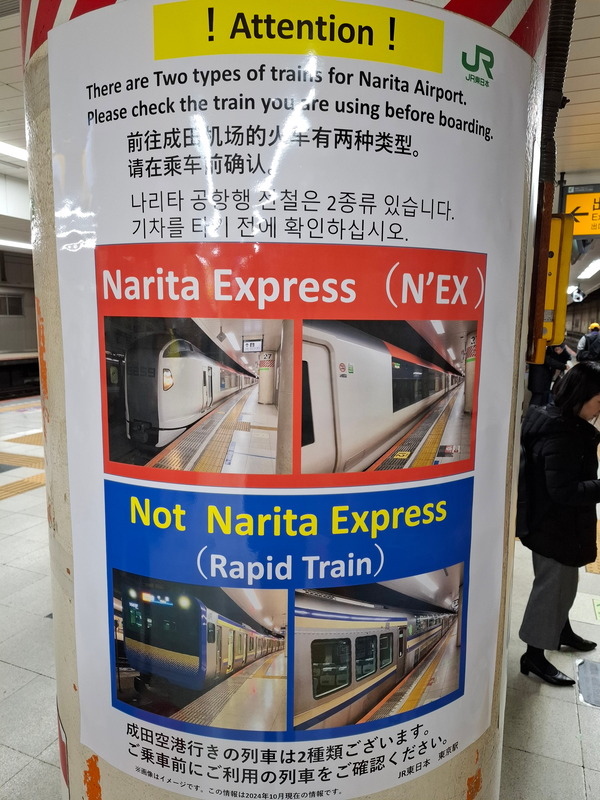 ！Attention！
JR
JR東日本
There are Two types of trains for Narita Airport.
Please check the train you are using before boarding.
前往成田机场的火车有两种类型。
请在乘车前确认。
나리타 공항행 전철은 2종류 있습니다.
기차를 타기 전에 확인하십시오.
Narita Express （N’EX）
Not Narita Express
（Rapid Train）
成田空港行きの列車は2種類ございます。
ご乗車前にご利用の列車をご確認ください。
JR東日本 東京駅
※画像はイメージです。この情報は2024年10月現在の情報です。